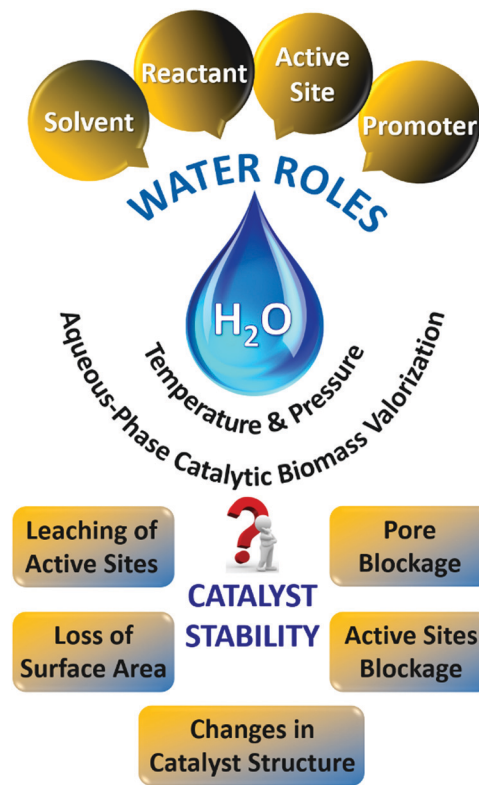 Solvent
Reactant
Active
Site
Promoter
WATER ROLES
H₂O
Temperature & Pressure
Aqueous-Phase Catalytic Biomass Valorization
?
CATALYST
STABILITY
Leaching of
Active Sites
Pore
Blockage
Loss of
Surface Area
Active Sites
Blockage
Changes in
Catalyst Structure